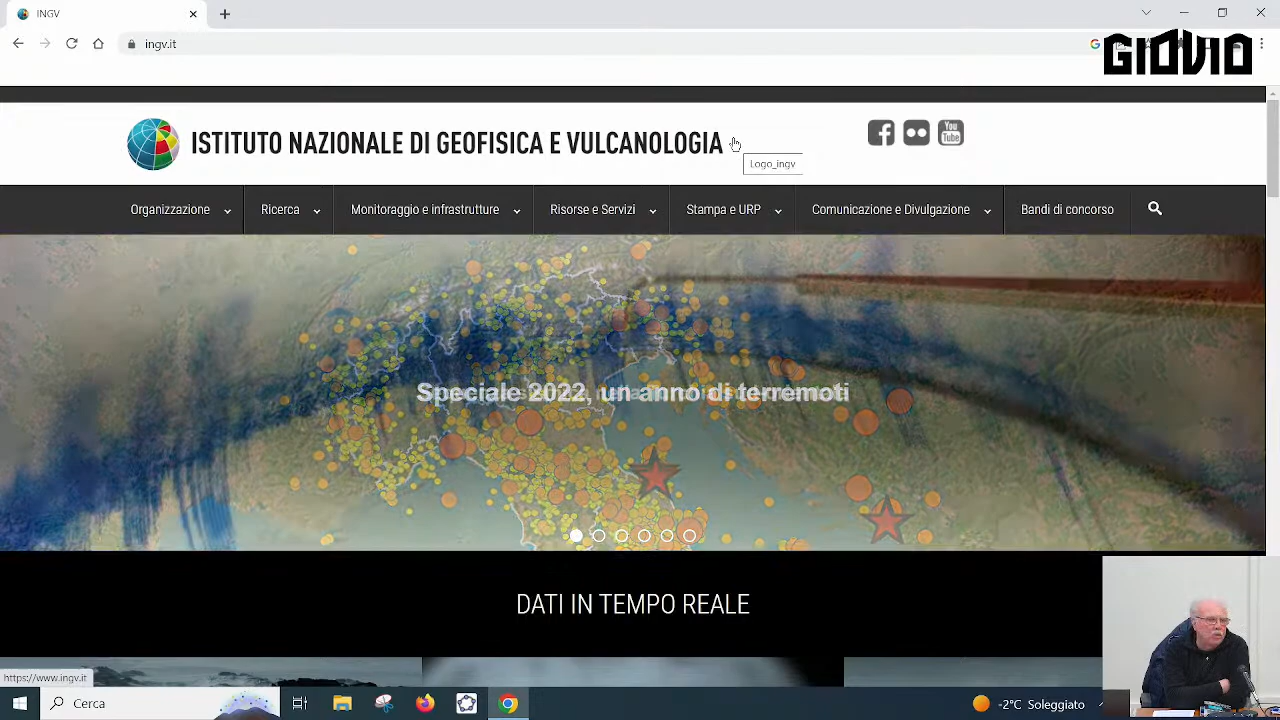 INGV
ingv.it
GIOVIO
ISTITUTO NAZIONALE DI GEOFISICA E VULCANOLOGIA
You
Tube
Logo_ingv
Organizzazione
Ricerca
Monitoraggio e infrastrutture
Risorse e Servizi
Stampa e URP
Comunicazione e Divulgazione
Bandi di concorso
Speciale 2022, un anno di terremoti
DATI IN TEMPO REALE
https://www.ingv.it
Cerca
-2°C Soleggiato